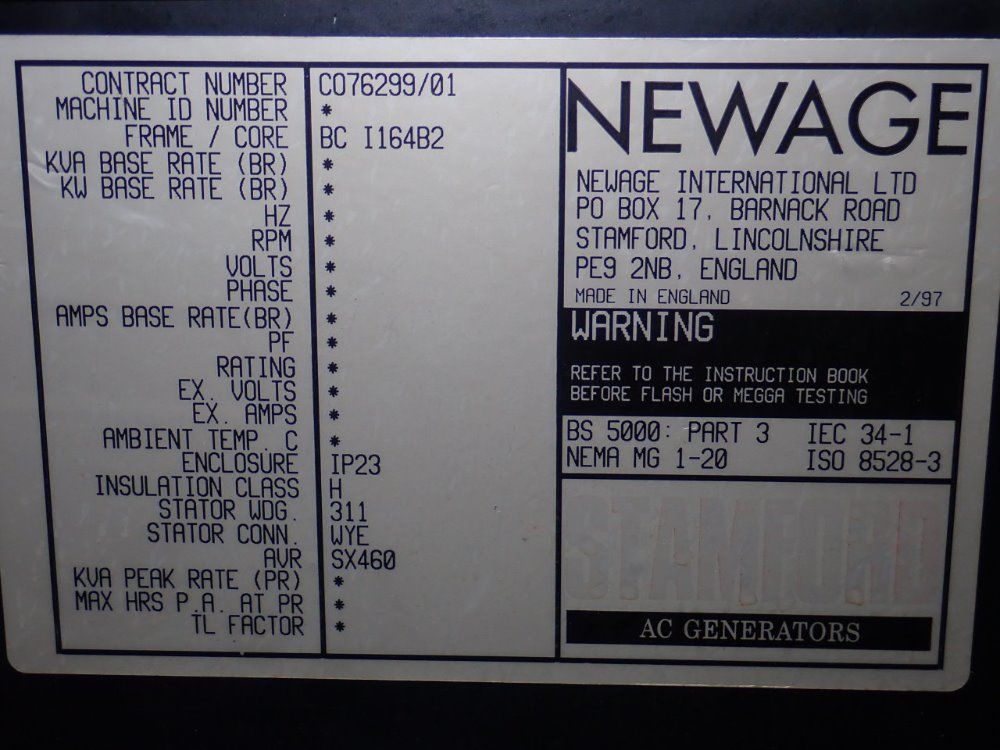 CONTRACT NUMBER C076299/01
MACHINE ID NUMBER *
FRAME / CORE BC I164B2
KVA BASE RATE (BR) *
KW BASE RATE (BR) *
HZ *
RPM *
VOLTS *
PHASE *
AMPS BASE RATE(BR) *
PF *
RATING *
EX. VOLTS *
EX. AMPS *
AMBIENT TEMP. C *
ENCLOSURE IP23
INSULATION CLASS H
STATOR WDG. 311
STATOR CONN. WYE
AVR SX460
KVA PEAK RATE (PR) *
MAX HRS P.A. AT PR *
TL FACTOR *
NEWAGE
NEWAGE INTERNATIONAL LTD
PO BOX 17, BARNACK ROAD
STAMFORD, LINCOLNSHIRE
PE9 2NB, ENGLAND
MADE IN ENGLAND 2/97
WARNING
REFER TO THE INSTRUCTION BOOK
BEFORE FLASH OR MEGGA TESTING
BS 5000: PART 3 IEC 34-1
NEMA MG 1-20 ISO 8528-3
AC GENERATORS